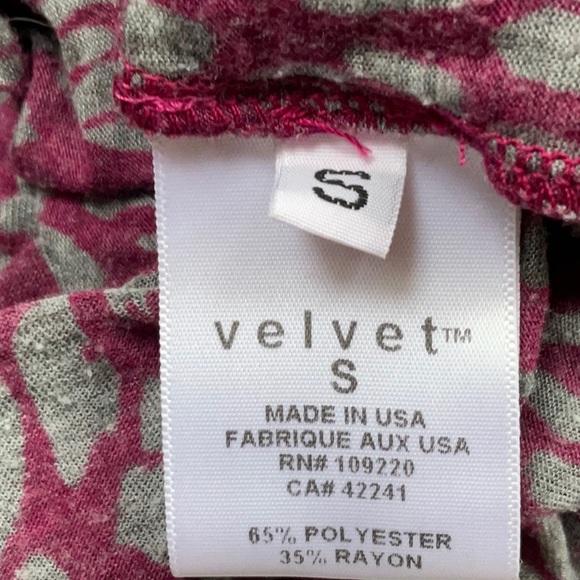 S
velvet™
S
MADE IN USA
FABRIQUE AUX USA
RN# 109220
CA# 42241
65% POLYESTER
35% RAYON